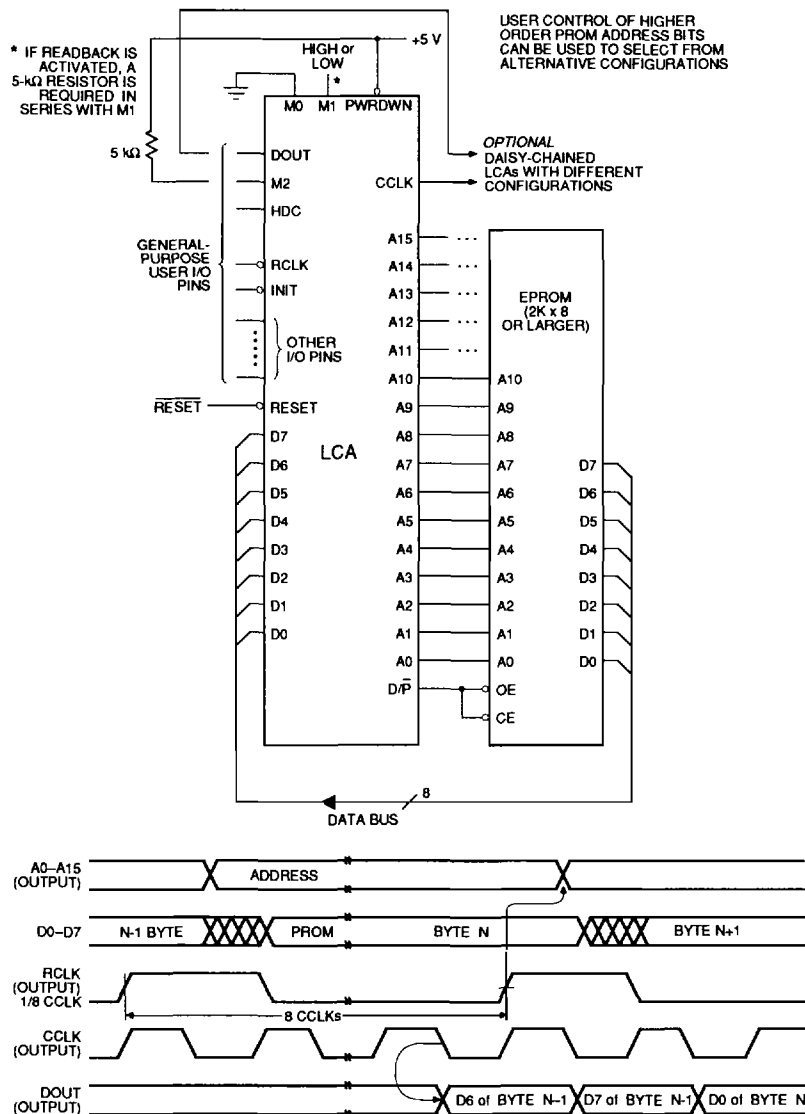 * IF READBACK IS
ACTIVATED, A
5-kΩ RESISTOR IS
REQUIRED IN
SERIES WITH M1
HIGH or
LOW
*
+5 V
USER CONTROL OF HIGHER
ORDER PROM ADDRESS BITS
CAN BE USED TO SELECT FROM
ALTERNATIVE CONFIGURATIONS
M0
M1
PWRDWN
5 kΩ
DOUT
M2
HDC
GENERAL-
PURPOSE
USER I/O
PINS
RCLK
INIT
OTHER
I/O PINS
RESET
RESET
D7
D6
D5
D4
D3
D2
D1
D0
LCA
CCLK
OPTIONAL
DAISY-CHAINED
LCAs WITH DIFFERENT
CONFIGURATIONS
A15 ...
A14 ...
A13 ...
A12 ...
A11 ...
A10
A9
A8
A7
A6
A5
A4
A3
A2
A1
A0
D/P
EPROM
(2K x 8
OR LARGER)
A10
A9
A8
A7
A6
A5
A4
A3
A2
A1
A0
OE
CE
D7
D6
D5
D4
D3
D2
D1
D0
8
DATA BUS
A0–A15
(OUTPUT)
ADDRESS
D0–D7
N-1 BYTE
PROM
BYTE N
BYTE N+1
RCLK
(OUTPUT)
1/8 CCLK
8 CCLKs
CCLK
(OUTPUT)
DOUT
(OUTPUT)
D6 of BYTE N–1
D7 of BYTE N-1
D0 of BYTE N